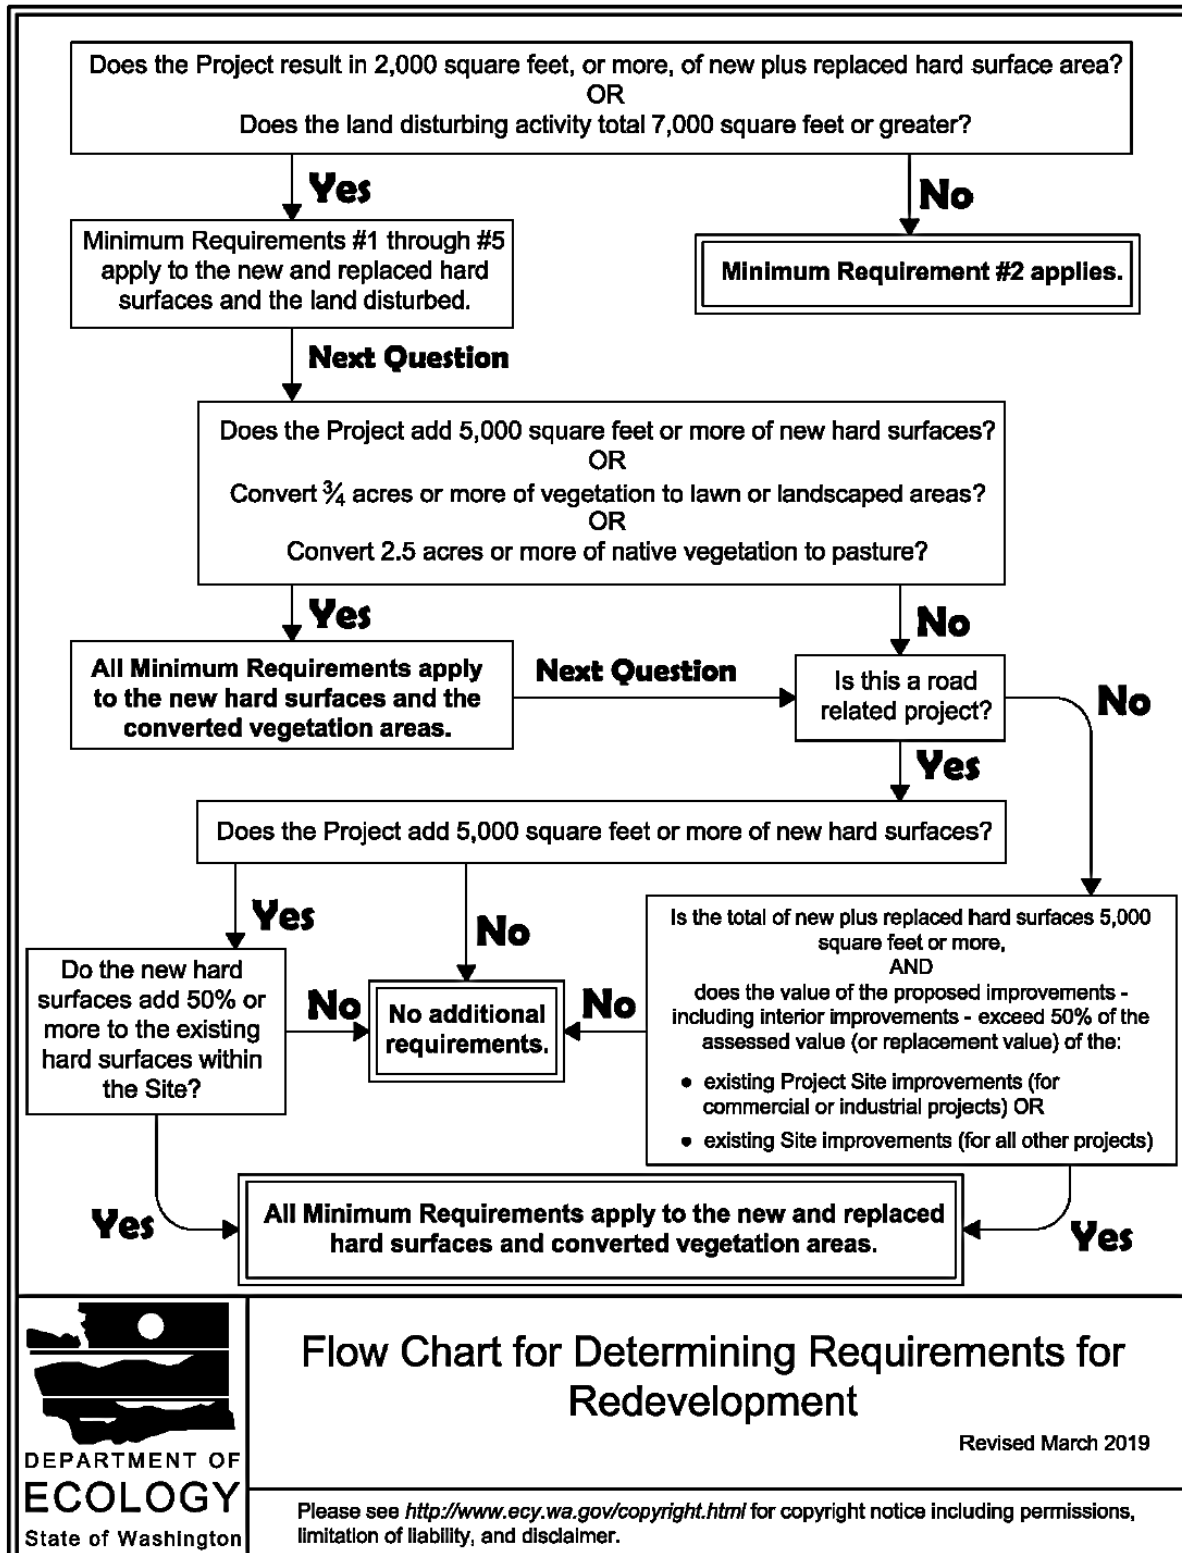 Does the Project result in 2,000 square feet, or more, of new plus replaced hard surface area?
OR
Does the land disturbing activity total 7,000 square feet or greater?
Yes
No
Minimum Requirements #1 through #5
apply to the new and replaced hard
surfaces and the land disturbed.
Minimum Requirement #2 applies.
Next Question
Does the Project add 5,000 square feet or more of new hard surfaces?
OR
Convert ¾ acres or more of vegetation to lawn or landscaped areas?
OR
Convert 2.5 acres or more of native vegetation to pasture?
Yes
No
All Minimum Requirements apply
to the new hard surfaces and the
converted vegetation areas.
Next Question
Is this a road
related project?
No
Yes
Does the Project add 5,000 square feet or more of new hard surfaces?
Yes
No
Do the new hard
surfaces add 50% or
more to the existing
hard surfaces within
the Site?
No
No additional
requirements.
No
Is the total of new plus replaced hard surfaces 5,000
square feet or more,
AND
does the value of the proposed improvements -
including interior improvements - exceed 50% of the
assessed value (or replacement value) of the:
• existing Project Site improvements (for
commercial or industrial projects) OR
• existing Site improvements (for all other projects)
Yes
All Minimum Requirements apply to the new and replaced
hard surfaces and converted vegetation areas.
Yes
DEPARTMENT OF
ECOLOGY
State of Washington
Flow Chart for Determining Requirements for
Redevelopment
Revised March 2019
Please see http://www.ecy.wa.gov/copyright.html for copyright notice including permissions,
limitation of liability, and disclaimer.